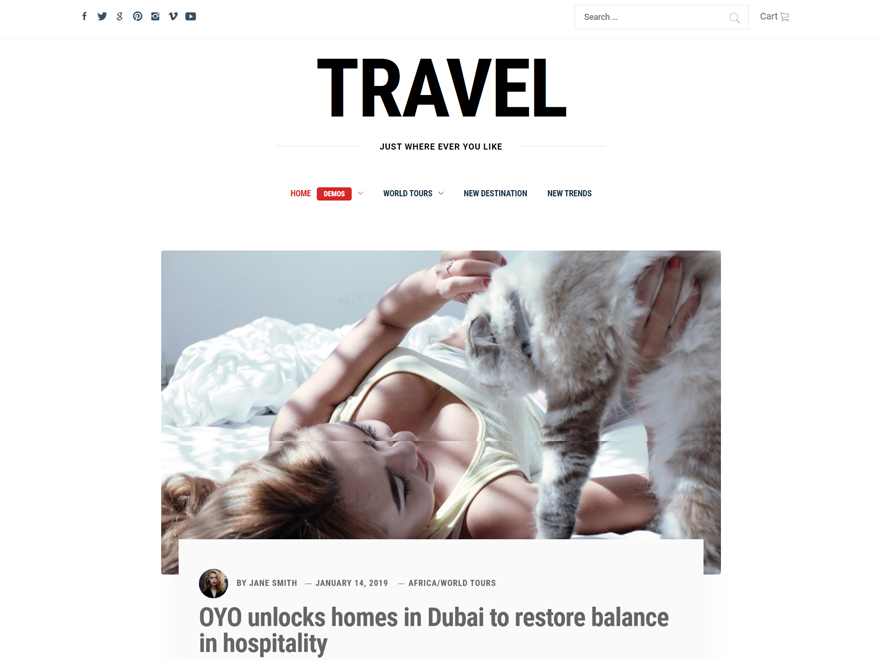 Search ...
Cart
TRAVEL
JUST WHERE EVER YOU LIKE
HOME DEMOS WORLD TOURS NEW DESTINATION NEW TRENDS
BY JANE SMITH — JANUARY 14, 2019 — AFRICA/WORLD TOURS
OYO unlocks homes in Dubai to restore balance
in hospitality